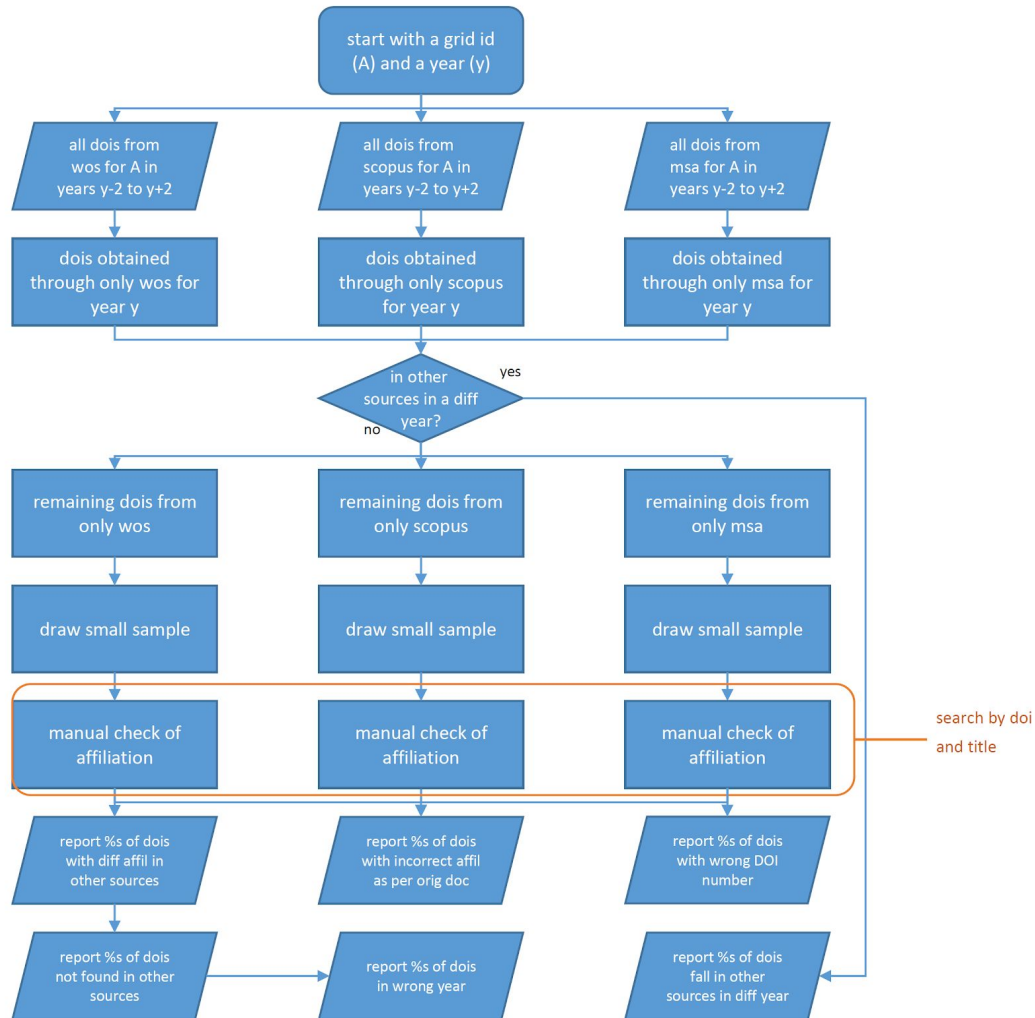 start with a grid id
(A) and a year (y)
all dois from
wos for A in
years y-2 to y+2
all dois from
scopus for A in
years y-2 to y+2
all dois from
msa for A in
years y-2 to y+2
dois obtained
through only wos for
year y
dois obtained
through only scopus
for year y
dois obtained
through only msa for
year y
in other
sources in a diff
year?
yes
no
remaining dois from
only wos
remaining dois from
only scopus
remaining dois from
only msa
draw small sample
draw small sample
draw small sample
manual check of
affiliation
manual check of
affiliation
manual check of
affiliation
search by doi
and title
report %s of dois
with diff affil in
other sources
report %s of dois
with incorrect affil
as per orig doc
report %s of dois
with wrong DOI
number
report %s of dois
not found in other
sources
report %s of dois
in wrong year
report %s of dois
fall in other
sources in diff year